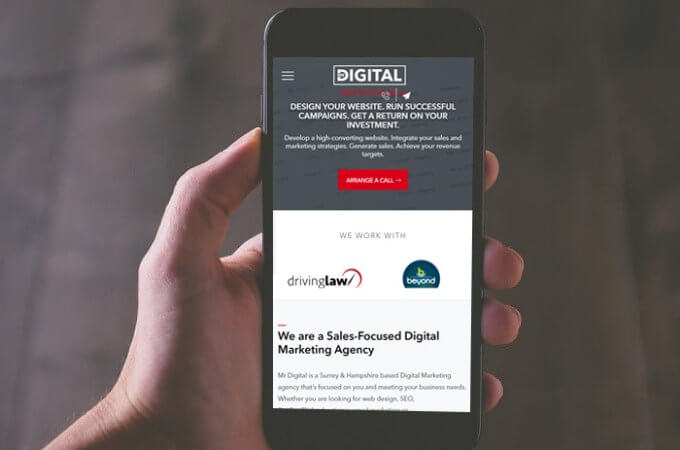 DIGITAL
DESIGN YOUR WEBSITE. RUN SUCCESSFUL
CAMPAIGNS. GET A RETURN ON YOUR
INVESTMENT.
Develop a high-converting website. Integrate your sales and
marketing strategies. Generate sales. Achieve your revenue
targets.
ARRANGE A CALL →
WE WORK WITH
drivinglaw
beyond
We are a Sales-Focused Digital
Marketing Agency
Mr Digital is a Surrey & Hampshire based Digital Marketing
agency that's focused on you and meeting your business needs.
Whether you are looking for web design, SEO,